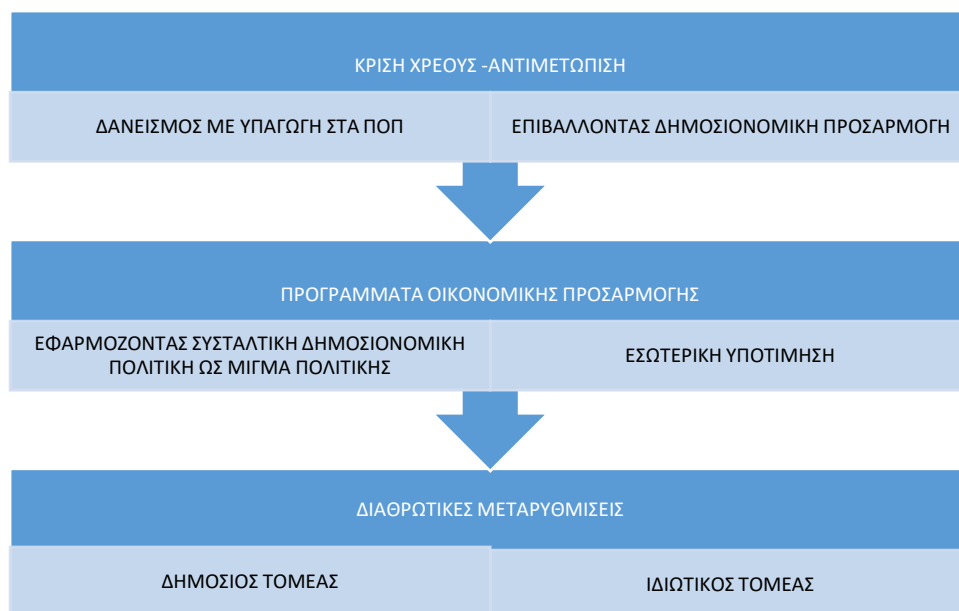 ΚΡΙΣΗ ΧΡΕΟΥΣ -ΑΝΤΙΜΕΤΩΠΙΣΗ
ΔΑΝΕΙΣΜΟΣ ΜΕ ΥΠΑΓΩΓΗ ΣΤΑ ΠΟΠ
ΕΠΙΒΑΛΛΟΝΤΑΣ ΔΗΜΟΣΙΟΝΟΜΙΚΗ ΠΡΟΣΑΡΜΟΓΗ
ΠΡΟΓΡΑΜΜΑΤΑ ΟΙΚΟΝΟΜΙΚΗΣ ΠΡΟΣΑΡΜΟΓΗΣ
ΕΦΑΡΜΟΖΟΝΤΑΣ ΣΥΣΤΑΛΤΙΚΗ ΔΗΜΟΣΙΟΝΟΜΙΚΗ
ΠΟΛΙΤΙΚΗ ΩΣ ΜΙΓΜΑ ΠΟΛΙΤΙΚΗΣ
ΕΣΩΤΕΡΙΚΗ ΥΠΟΤΙΜΗΣΗ
ΔΙΑΘΡΩΤΙΚΕΣ ΜΕΤΑΡΥΘΜΙΣΕΙΣ
ΔΗΜΟΣΙΟΣ ΤΟΜΕΑΣ
ΙΔΙΩΤΙΚΟΣ ΤΟΜΕΑΣ